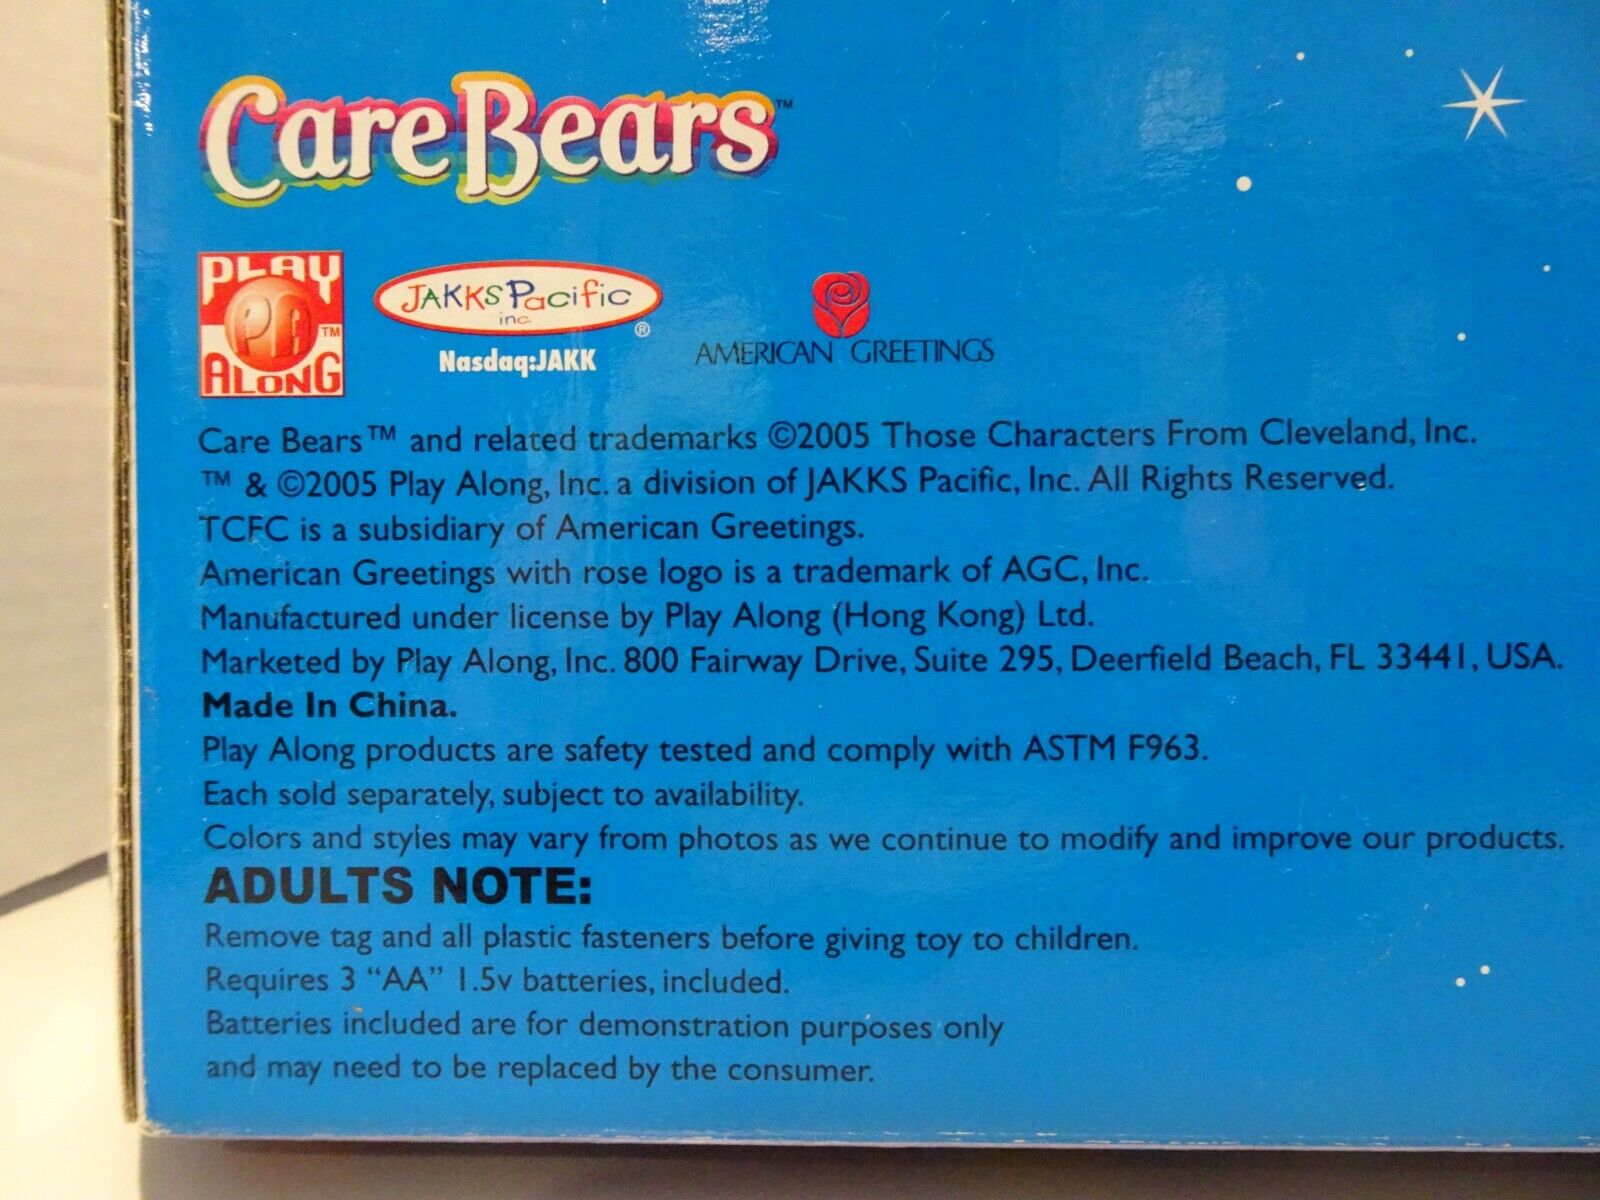 Care Bears™
PLAY
P A ™
ALONG
JAKKS Pacific
inc.
®
Nasdaq:JAKK
AMERICAN GREETINGS
Care Bears™ and related trademarks ©2005 Those Characters From Cleveland, Inc.
™ & ©2005 Play Along, Inc. a division of JAKKS Pacific, Inc. All Rights Reserved.
TCFC is a subsidiary of American Greetings.
American Greetings with rose logo is a trademark of AGC, Inc.
Manufactured under license by Play Along (Hong Kong) Ltd.
Marketed by Play Along, Inc. 800 Fairway Drive, Suite 295, Deerfield Beach, FL 33441, USA.
Made In China.
Play Along products are safety tested and comply with ASTM F963.
Each sold separately, subject to availability.
Colors and styles may vary from photos as we continue to modify and improve our products.
ADULTS NOTE:
Remove tag and all plastic fasteners before giving toy to children.
Requires 3 “AA” 1.5v batteries, included.
Batteries included are for demonstration purposes only
and may need to be replaced by the consumer.